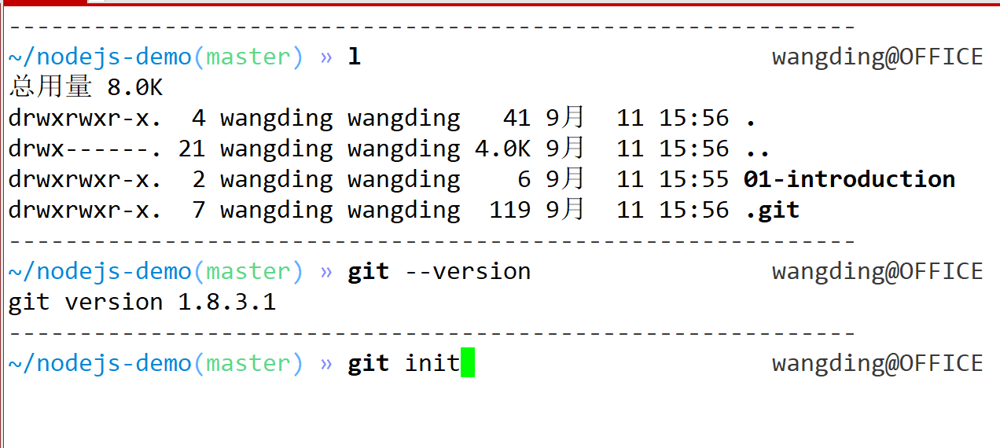 ------------------------------------------------------------
~/nodejs-demo(master) » l                               wangding@OFFICE
总用量 8.0K
drwxrwxr-x.  4 wangding wangding   41 9月  11 15:56 .
drwx------. 21 wangding wangding 4.0K 9月  11 15:56 ..
drwxrwxr-x.  2 wangding wangding    6 9月  11 15:55 01-introduction
drwxrwxr-x.  7 wangding wangding  119 9月  11 15:56 .git
------------------------------------------------------------
~/nodejs-demo(master) » git --version                   wangding@OFFICE
git version 1.8.3.1
------------------------------------------------------------
~/nodejs-demo(master) » git init                        wangding@OFFICE